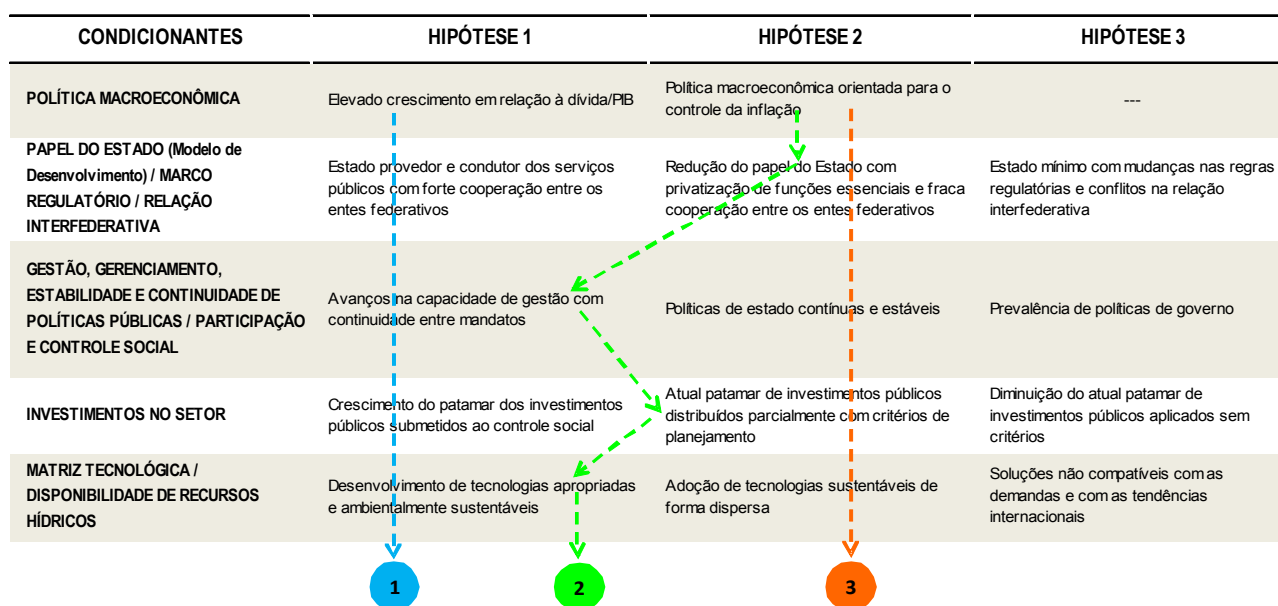 CONDICIONANTES
HIPÓTESE 1
HIPÓTESE 2
HIPÓTESE 3
POLÍTICA MACROECONÔMICA
Elevado crescimento em relação à dívida/PIB
Política macroeconômica orientada para o
controle da inflação
---
PAPEL DO ESTADO (Modelo de
Desenvolvimento) / MARCO
REGULATÓRIO / RELAÇÃO
INTERFEDERATIVA
Estado provedor e condutor dos serviços
públicos com forte cooperação entre os
entes federativos
Redução do papel do Estado com
privatização de funções essenciais e fraca
cooperação entre os entes federativos
Estado mínimo com mudanças nas regras
regulatórias e conflitos na relação
interfederativa
GESTÃO, GERENCIAMENTO,
ESTABILIDADE E CONTINUIDADE DE
POLÍTICAS PÚBLICAS / PARTICIPAÇÃO
E CONTROLE SOCIAL
Avanços na capacidade de gestão com
continuidade entre mandatos
Políticas de estado contínuas e estáveis
Prevalência de políticas de governo
INVESTIMENTOS NO SETOR
Crescimento do patamar dos investimentos
públicos submetidos ao controle social
Atual patamar de investimentos públicos
distribuídos parcialmente com critérios de
planejamento
Diminuição do atual patamar de
investimentos públicos aplicados sem
critérios
MATRIZ TECNOLÓGICA /
DISPONIBILIDADE DE RECURSOS
HÍDRICOS
Desenvolvimento de tecnologias apropriadas
e ambientalmente sustentáveis
Adoção de tecnologias sustentáveis de
forma dispersa
Soluções não compatíveis com as
demandas e com as tendências
internacionais
1
2
3